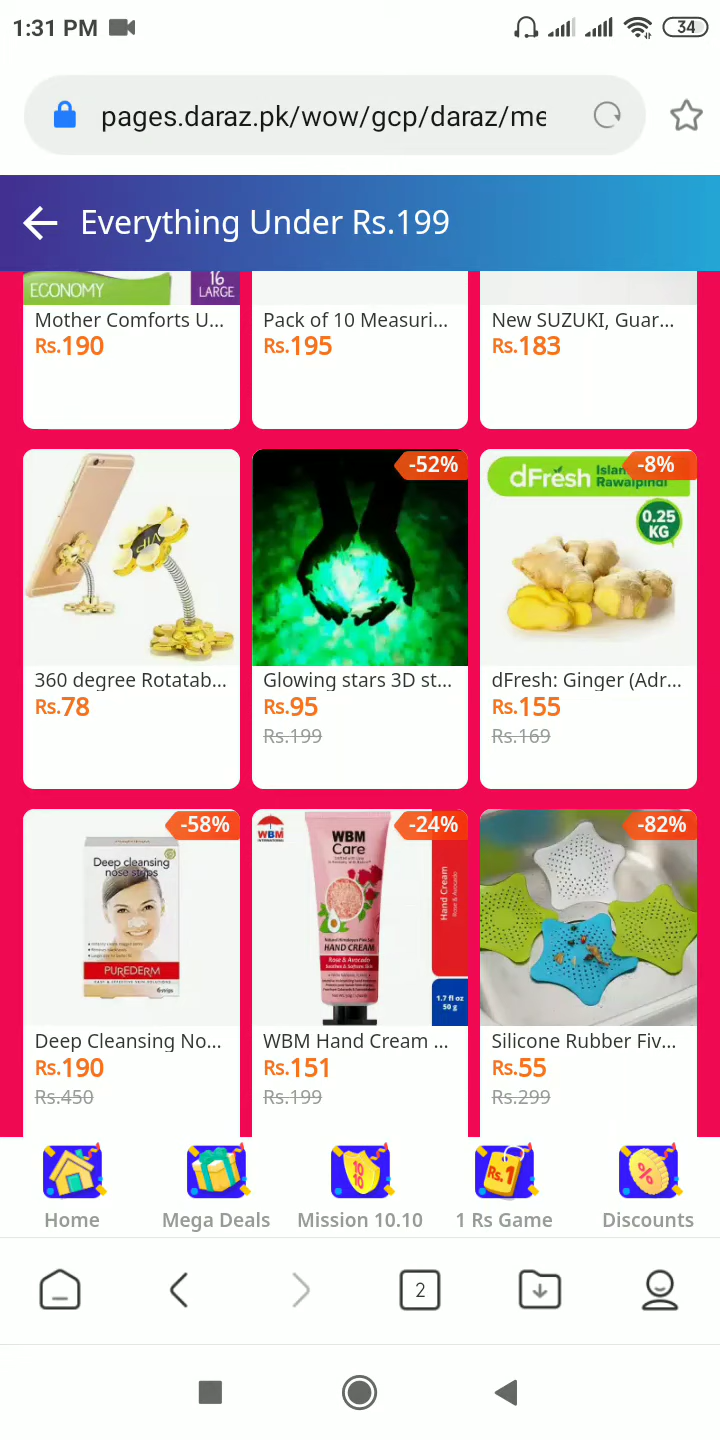 1:31 PM
34
pages.daraz.pk/wow/gcp/daraz/me
Everything Under Rs.199
ECONOMY
16
LARGE
Mother Comforts U...
Rs.190
Pack of 10 Measuri...
Rs.195
New SUZUKI, Guar...
Rs.183
VIP
360 degree Rotatab...
Rs.78
-52%
Glowing stars 3D st...
Rs.95
Rs.199
-8%
dFresh
Islam
Rawalpindi
0.25
KG
dFresh: Ginger (Adr...
Rs.155
Rs.169
-58%
Deep cleansing
nose strips
PUREDERM
Deep Cleansing No...
Rs.190
Rs.450
-24%
WBM
INTERNATIONAL
WBM
Care
HAND CREAM
Rose & Avocado
Hand Cream
Rose & Avocado
1.7 fl oz
50 g
WBM Hand Cream ...
Rs.151
Rs.199
-82%
Silicone Rubber Fiv...
Rs.55
Rs.299
10
10
Rs.1
%
Home
Mega Deals
Mission 10.10
1 Rs Game
Discounts
2